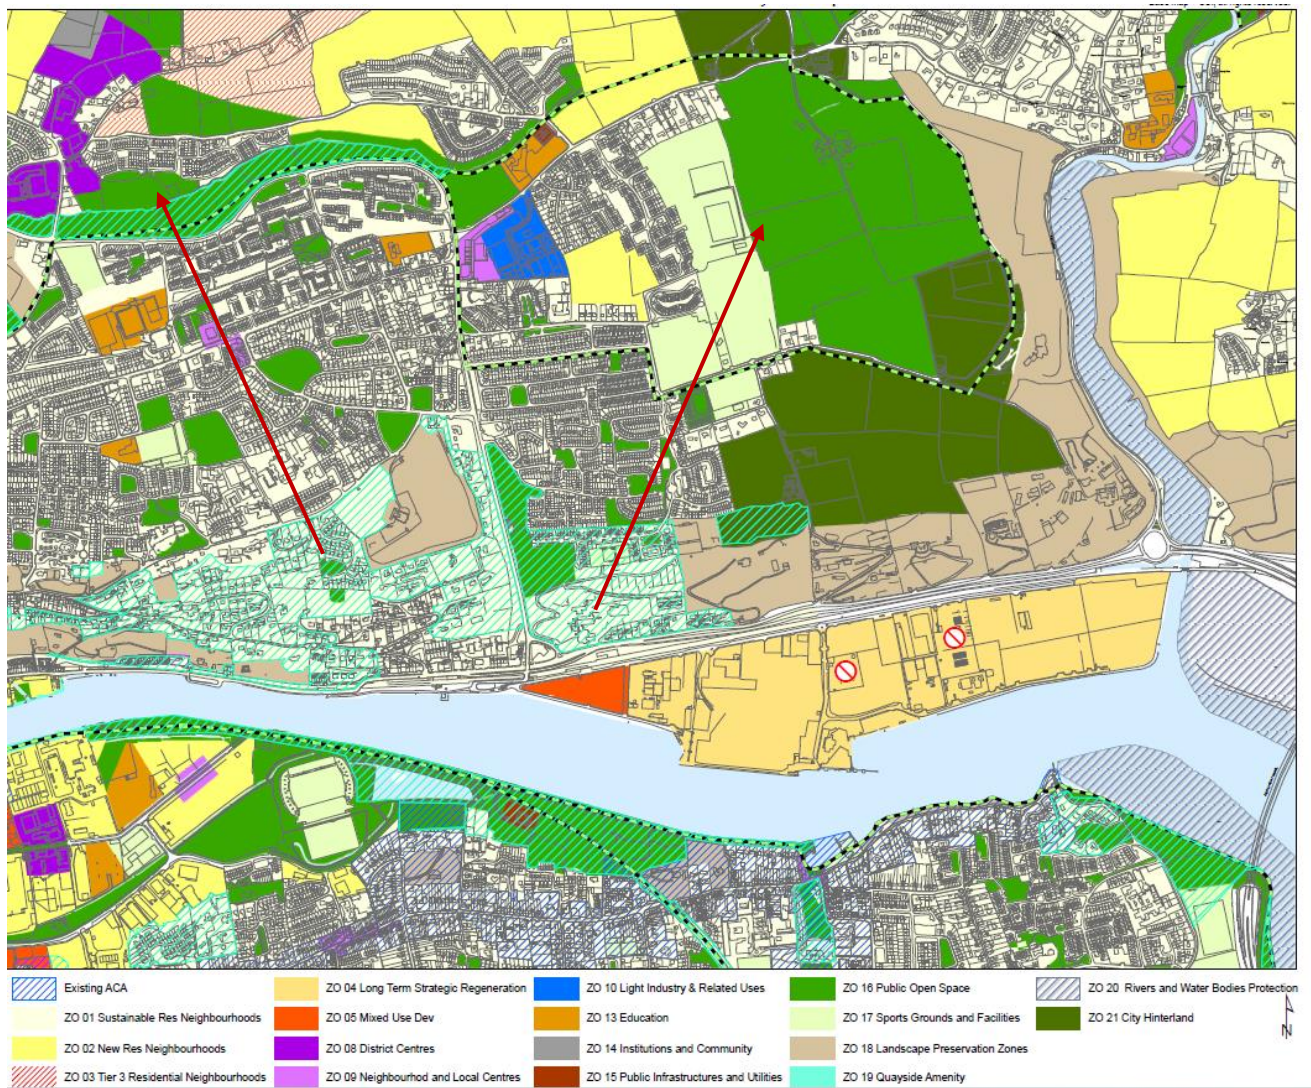 Existing ACA
ZO 01 Sustainable Res Neighbourhoods
ZO 02 New Res Neighbourhoods
ZO 03 Tier 3 Residential Neighbourhoods
ZO 04 Long Term Strategic Regeneration
ZO 05 Mixed Use Dev
ZO 08 District Centres
ZO 09 Neighbourhod and Local Centres
ZO 10 Light Industry & Related Uses
ZO 13 Education
ZO 14 Institutions and Community
ZO 15 Public Infrastructures and Utilities
ZO 16 Public Open Space
ZO 17 Sports Grounds and Facilities
ZO 18 Landscape Preservation Zones
ZO 19 Quayside Amenity
ZO 20 Rivers and Water Bodies Protection
ZO 21 City Hinterland
N